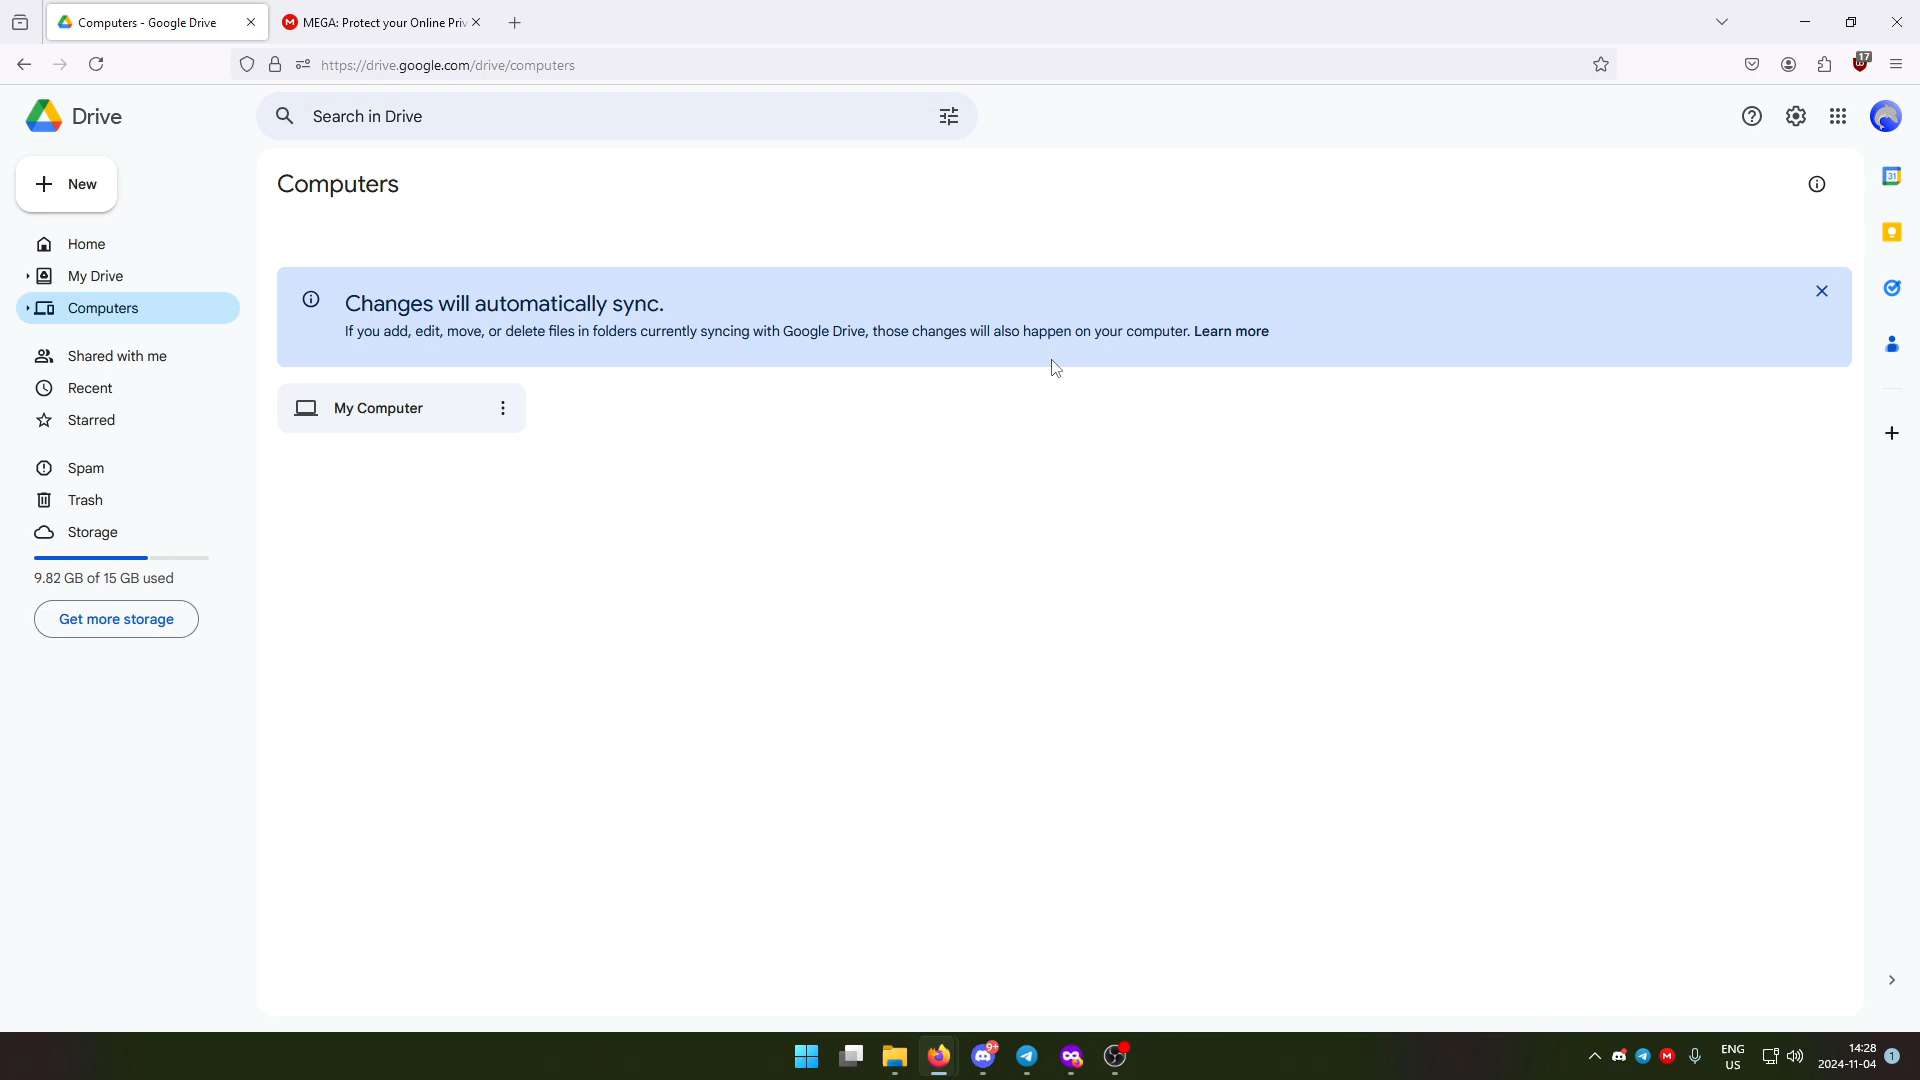 Computers - Google Drive
MEGA: Protect your Online Priv
https://drive.google.com/drive/computers
17
Drive
Search in Drive
New
Computers
31
Home
My Drive
Computers
Changes will automatically sync.
If you add, edit, move, or delete files in folders currently syncing with Google Drive, those changes will also happen on your computer. Learn more
Shared with me
Recent
My Computer
Starred
Spam
Trash
Storage
9.82 GB of 15 GB used
Get more storage
9+
ENG
US
14:28
2024-11-04
1